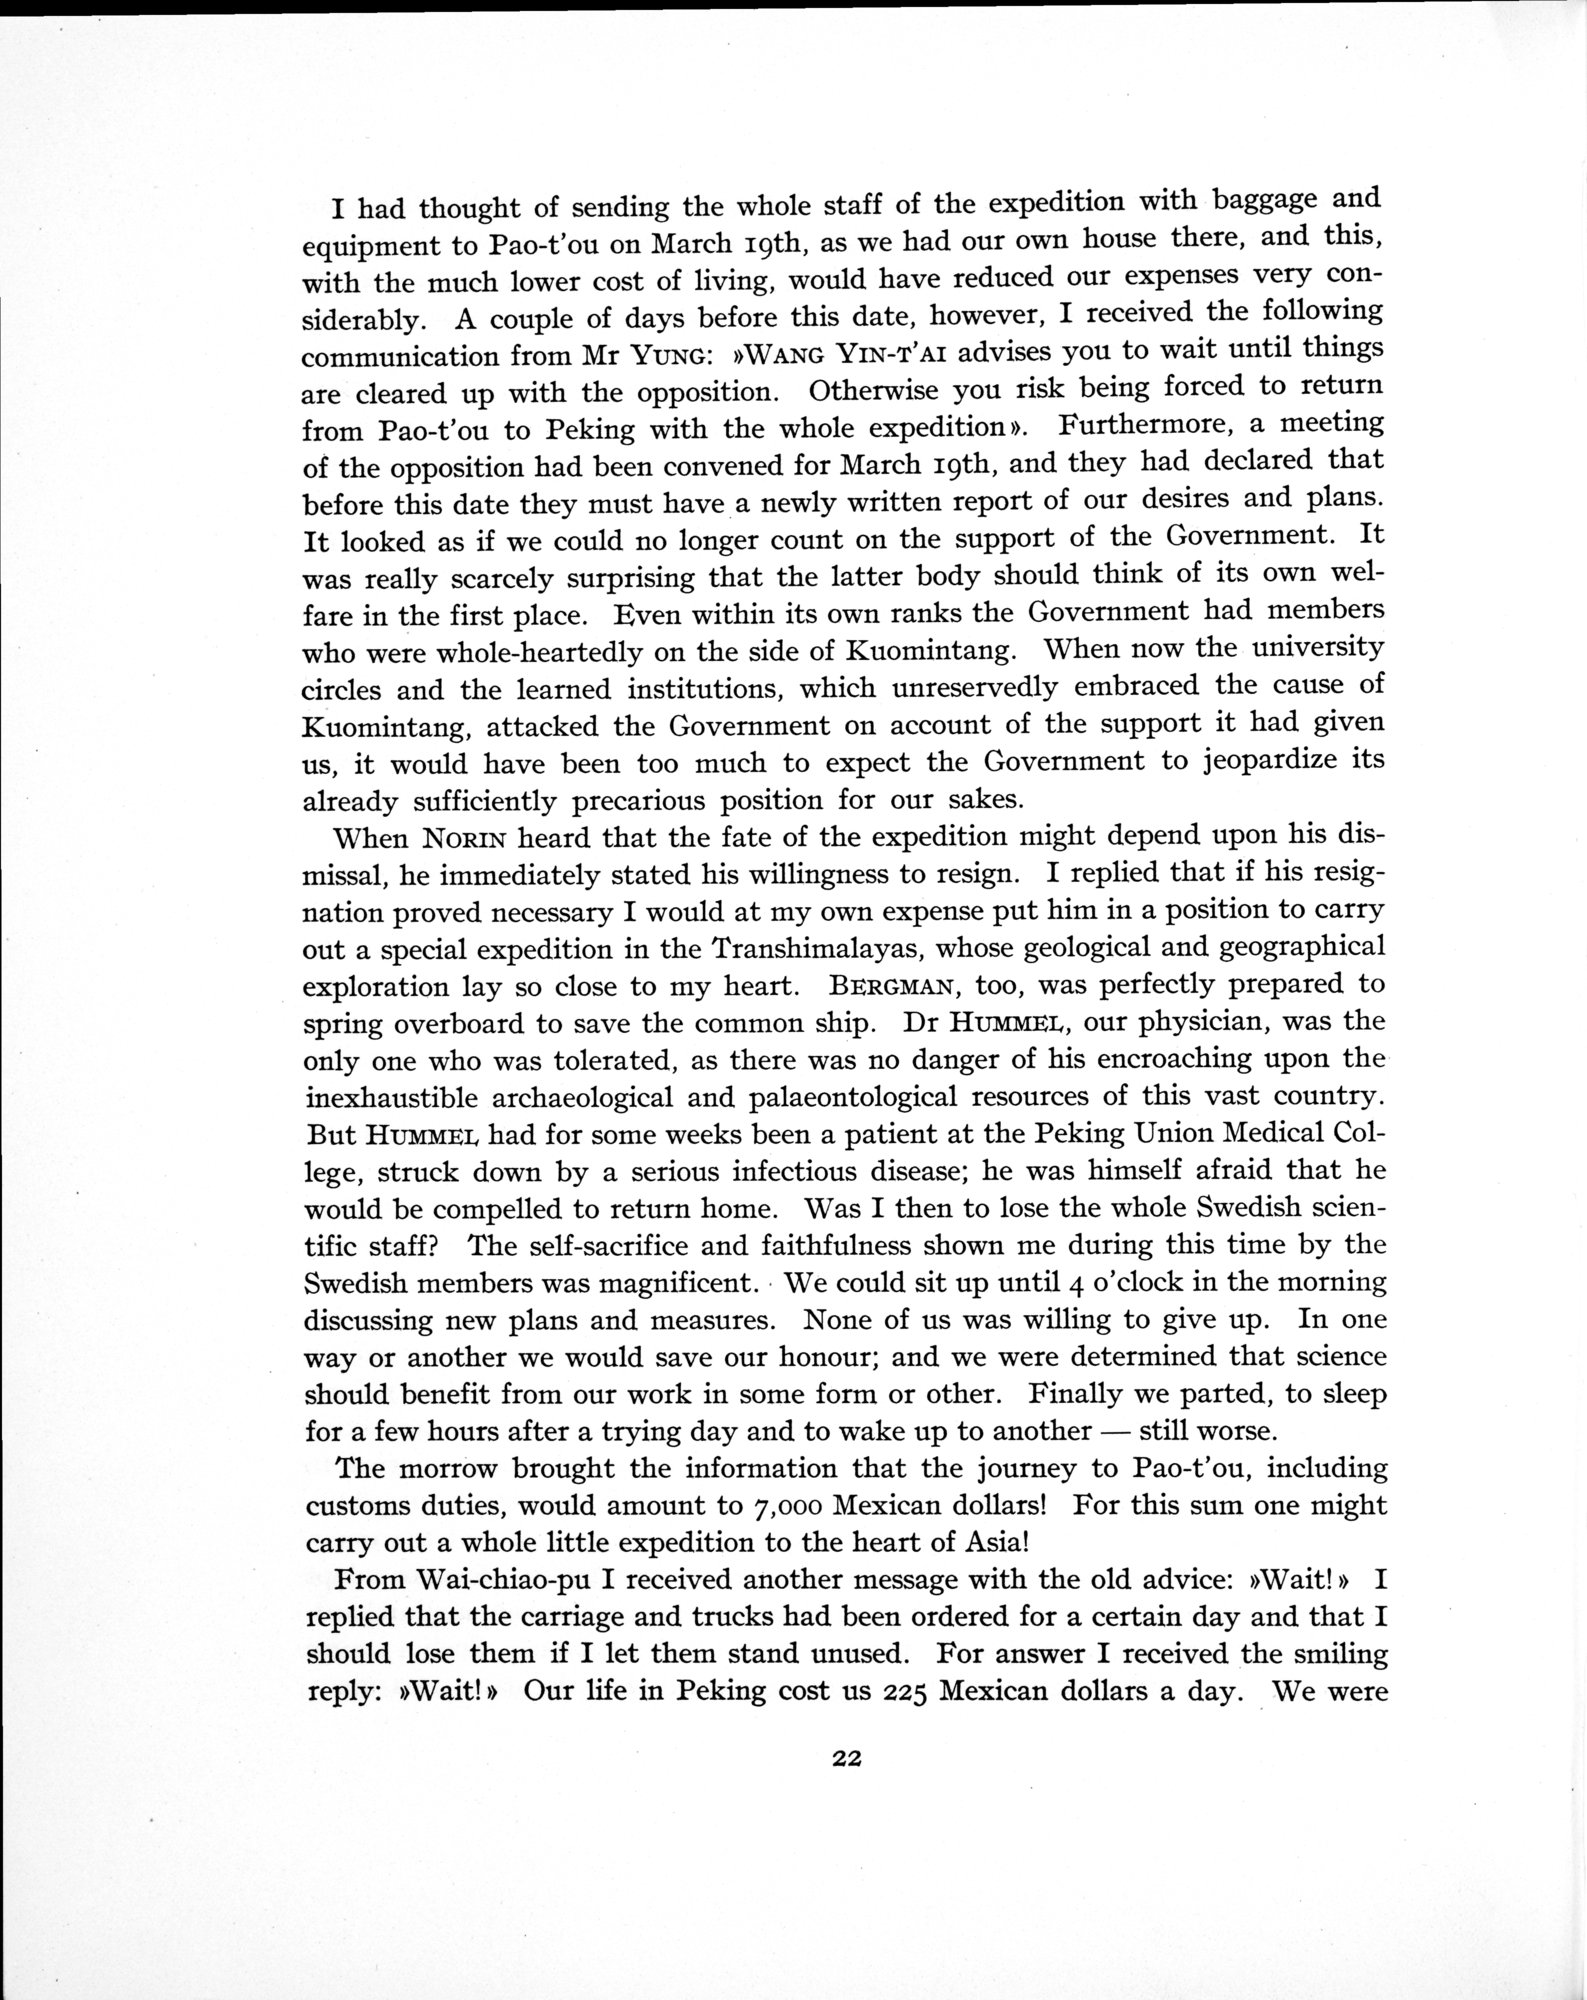 I had thought of sending the whole staff of the expedition with baggage and
equipment to Pao-t'ou on March 19th, as we had our own house there, and this,
with the much lower cost of living, would have reduced our expenses very con-
siderably. A couple of days before this date, however, I received the following
communication from Mr YUNG: »WANG YIN-T'AI advises you to wait until things
are cleared up with the opposition. Otherwise you risk being forced to return
from Pao-t'ou to Peking with the whole expedition». Furthermore, a meeting
of the opposition had been convened for March 19th, and they had declared that
before this date they must have a newly written report of our desires and plans.
It looked as if we could no longer count on the support of the Government. It
was really scarcely surprising that the latter body should think of its own wel-
fare in the first place. Even within its own ranks the Government had members
who were whole-heartedly on the side of Kuomintang. When now the university
circles and the learned institutions, which unreservedly embraced the cause of
Kuomintang, attacked the Government on account of the support it had given
us, it would have been too much to expect the Government to jeopardize its
already sufficiently precarious position for our sakes.
When NORIN heard that the fate of the expedition might depend upon his dis-
missal, he immediately stated his willingness to resign. I replied that if his resig-
nation proved necessary I would at my own expense put him in a position to carry
out a special expedition in the Transhimalayas, whose geological and geographical
exploration lay so close to my heart. BERGMAN, too, was perfectly prepared to
spring overboard to save the common ship. Dr HUMMEL, our physician, was the
only one who was tolerated, as there was no danger of his encroaching upon the
inexhaustible archaeological and palaeontological resources of this vast country.
But HUMMEL had for some weeks been a patient at the Peking Union Medical Col-
lege, struck down by a serious infectious disease; he was himself afraid that he
would be compelled to return home. Was I then to lose the whole Swedish scien-
tific staff? The self-sacrifice and faithfulness shown me during this time by the
Swedish members was magnificent. We could sit up until 4 o'clock in the morning
discussing new plans and measures. None of us was willing to give up. In one
way or another we would save our honour; and we were determined that science
should benefit from our work in some form or other. Finally we parted, to sleep
for a few hours after a trying day and to wake up to another — still worse.
The morrow brought the information that the journey to Pao-t'ou, including
customs duties, would amount to 7,000 Mexican dollars! For this sum one might
carry out a whole little expedition to the heart of Asia!
From Wai-chiao-pu I received another message with the old advice: »Wait!» I
replied that the carriage and trucks had been ordered for a certain day and that I
should lose them if I let them stand unused. For answer I received the smiling
reply: »Wait!» Our life in Peking cost us 225 Mexican dollars a day. We were
22